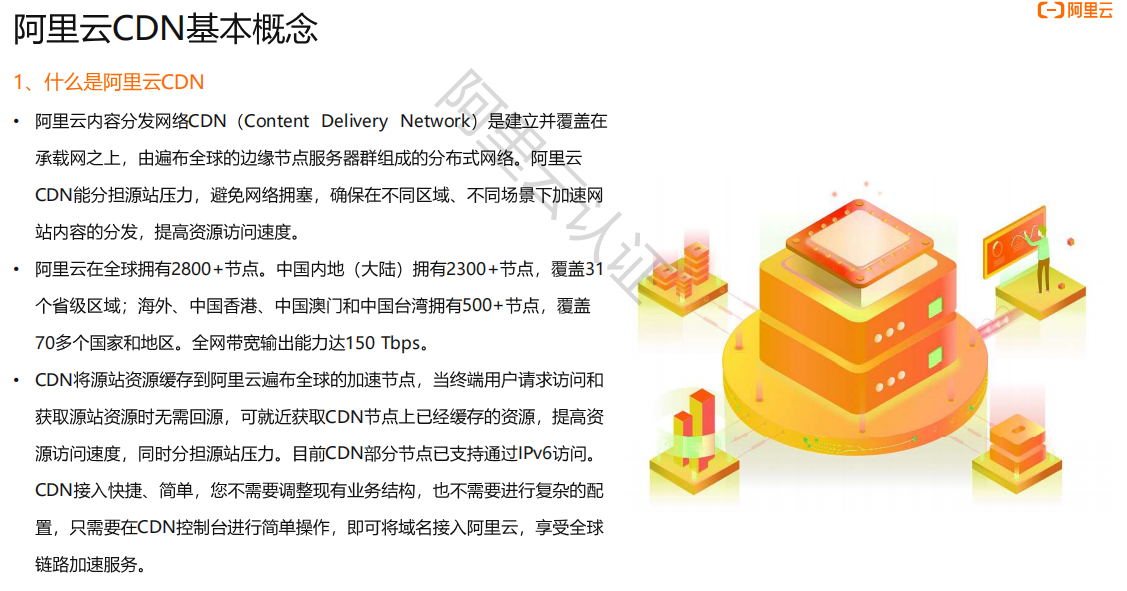 阿里云CDN基本概念
阿里云
1、什么是阿里云CDN
• 阿里云内容分发网络CDN（Content Delivery Network）是建立并覆盖在
承载网之上，由遍布全球的边缘节点服务器群组成的分布式网络。阿里云
CDN能分担源站压力，避免网络拥塞，确保在不同区域、不同场景下加速网
站内容的分发，提高资源访问速度。
• 阿里云在全球拥有2800+节点。中国内地（大陆）拥有2300+节点，覆盖31
个省级区域；海外、中国香港、中国澳门和中国台湾拥有500+节点，覆盖
70多个国家和地区。全网带宽输出能力达150 Tbps。
• CDN将源站资源缓存到阿里云遍布全球的加速节点，当终端用户请求访问和
获取源站资源时无需回源，可就近获取CDN节点上已经缓存的资源，提高资
源访问速度，同时分担源站压力。目前CDN部分节点已支持通过IPv6访问。
CDN接入快捷、简单，您不需要调整现有业务结构，也不需要进行复杂的配
置，只需要在CDN控制台进行简单操作，即可将域名接入阿里云，享受全球
链路加速服务。
阿里云认证